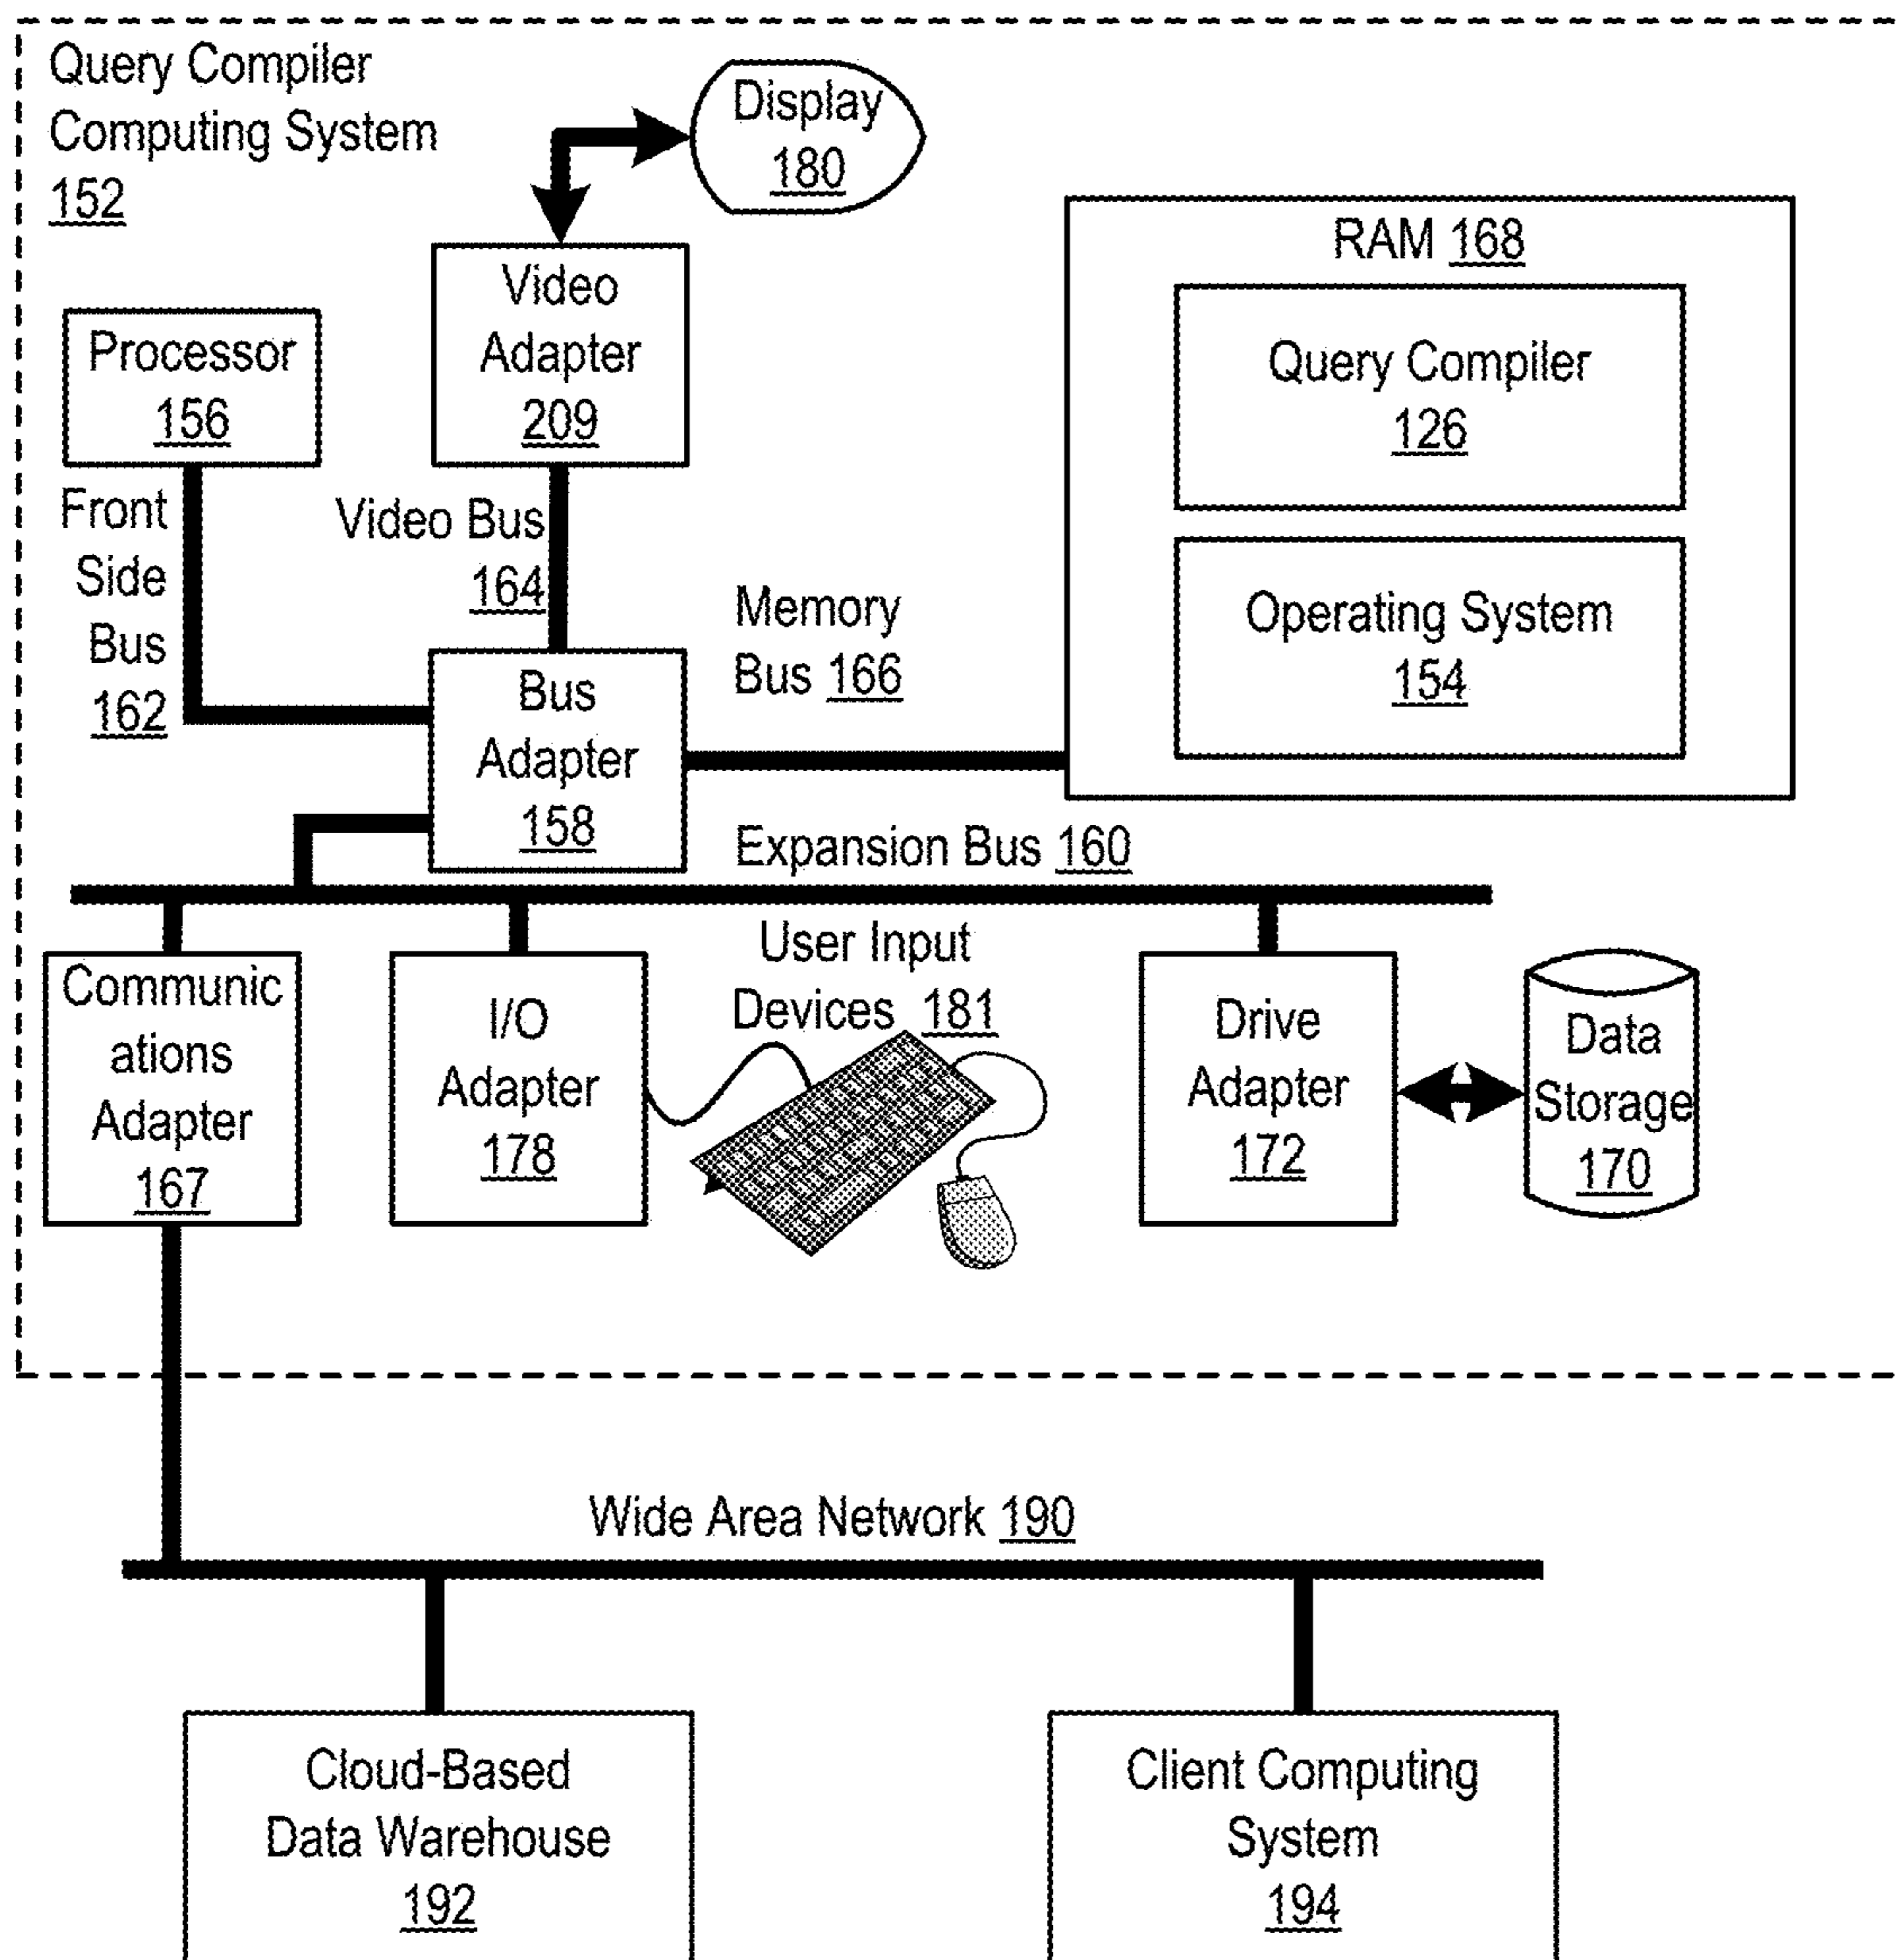 Query Compiler
Computing System
152
Display
180
Video
Adapter
209
Processor
156
RAM 168
Query Compiler
126
Operating System
154
Front
Side
Bus
162
Video Bus
164
Memory
Bus 166
Bus
Adapter
158
Expansion Bus 160
Communic
ations
Adapter
167
I/O
Adapter
178
User Input
Devices 181
Drive
Adapter
172
Data
Storage
170
Wide Area Network 190
Cloud-Based
Data Warehouse
192
Client Computing
System
194